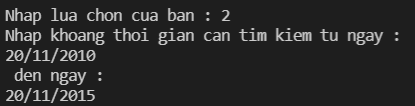 Nhap lua chon cua ban : 2
Nhap khoang thoi gian can tim kiem tu ngay :
20/11/2010
 den ngay :
20/11/2015